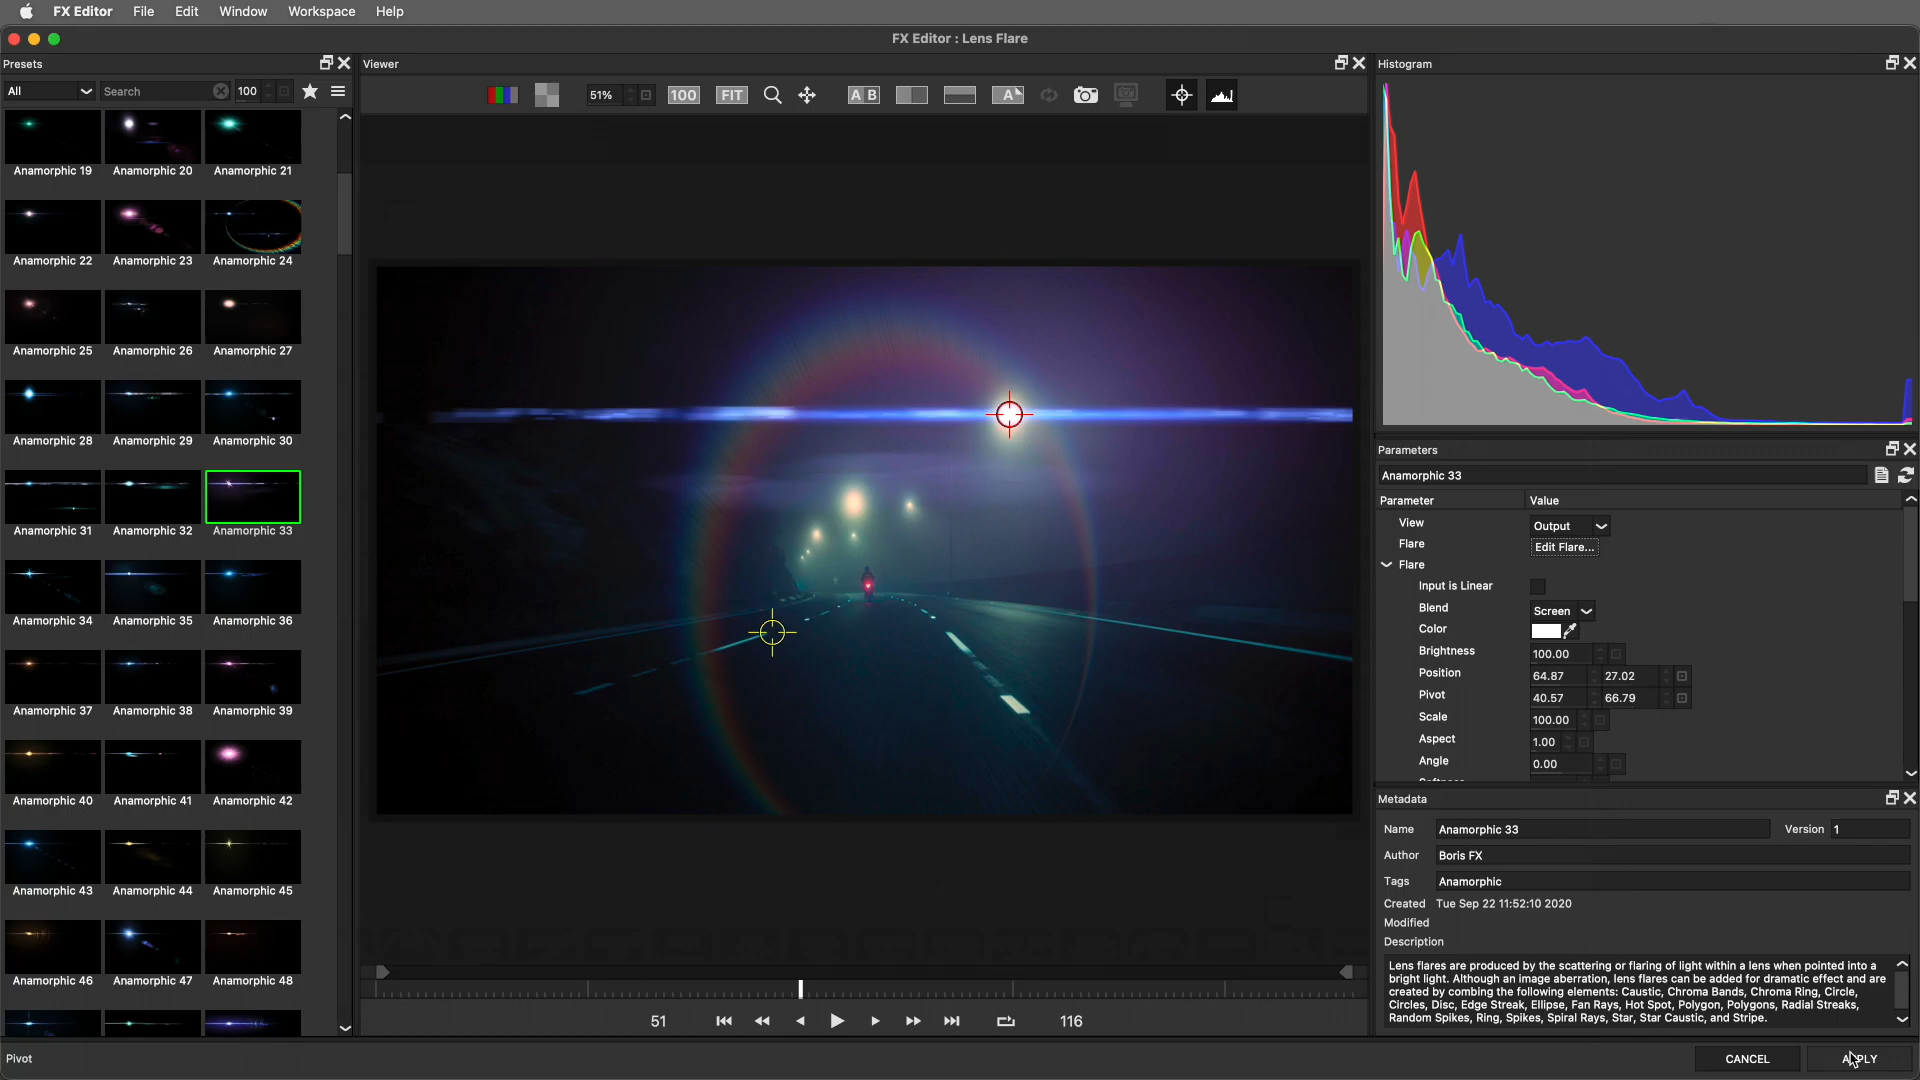 FX Editor File Edit Window Workspace Help
FX Editor : Lens Flare
Presets
All Search 100
Anamorphic 19 Anamorphic 20 Anamorphic 21
Anamorphic 22 Anamorphic 23 Anamorphic 24
Anamorphic 25 Anamorphic 26 Anamorphic 27
Anamorphic 28 Anamorphic 29 Anamorphic 30
Anamorphic 31 Anamorphic 32 Anamorphic 33
Anamorphic 34 Anamorphic 35 Anamorphic 36
Anamorphic 37 Anamorphic 38 Anamorphic 39
Anamorphic 40 Anamorphic 41 Anamorphic 42
Anamorphic 43 Anamorphic 44 Anamorphic 45
Anamorphic 46 Anamorphic 47 Anamorphic 48
Pivot
Viewer
51% 100 FIT A B A
51 116
Histogram
Parameters
Anamorphic 33
Parameter Value
View Output
Flare Edit Flare...
Flare
Input is Linear
Blend Screen
Color
Brightness 100.00
Position 64.87 27.02
Pivot 40.57 66.79
Scale 100.00
Aspect 1.00
Angle 0.00
Metadata
Name Anamorphic 33 Version 1
Author Boris FX
Tags Anamorphic
Created Tue Sep 22 11:52:10 2020
Modified
Description
Lens flares are produced by the scattering or flaring of light within a lens when pointed into a
bright light. Although an image aberration, lens flares can be added for dramatic effect and are
created by combing the following elements: Caustic, Chroma Bands, Chroma Ring, Circle,
Circles, Disc, Edge Streak, Ellipse, Fan Rays, Hot Spot, Polygon, Polygons, Radial Streaks,
Random Spikes, Ring, Spikes, Spiral Rays, Star, Star Caustic, and Stripe.
CANCEL APPLY